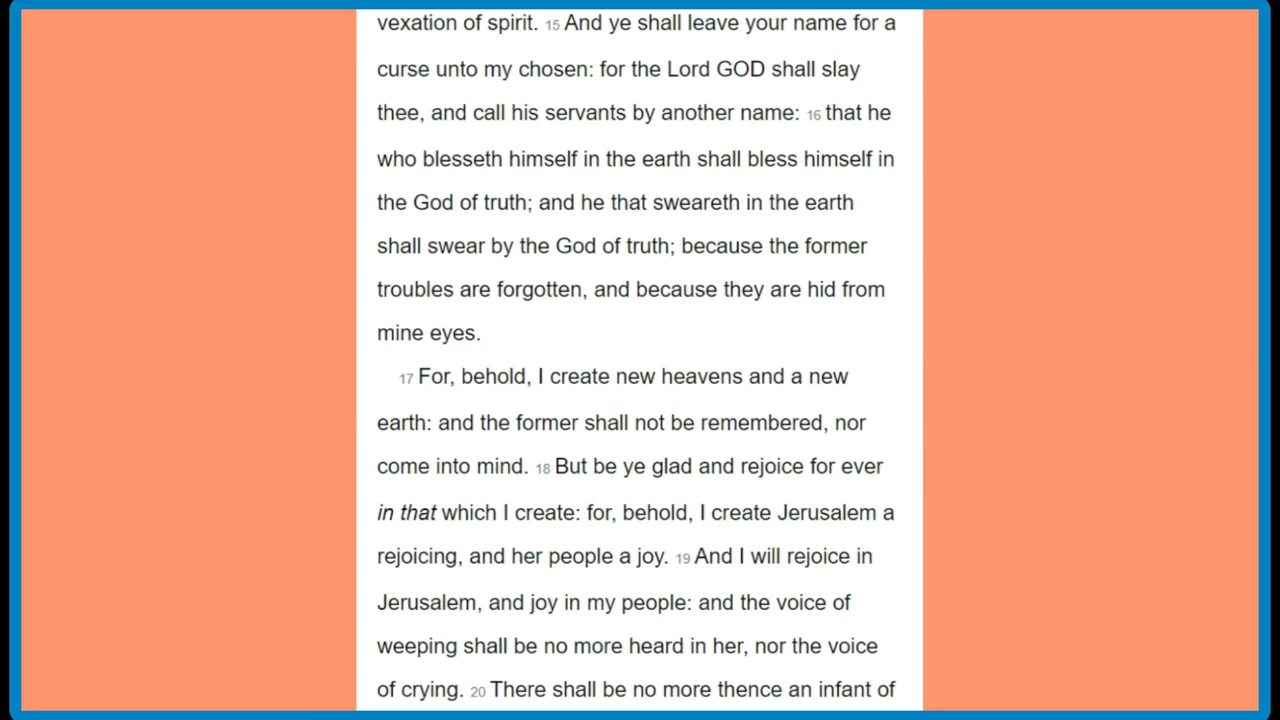 vexation of spirit. 15 And ye shall leave your name for a
curse unto my chosen: for the Lord GOD shall slay
thee, and call his servants by another name: 16 that he
who blesseth himself in the earth shall bless himself in
the God of truth; and he that sweareth in the earth
shall swear by the God of truth; because the former
troubles are forgotten, and because they are hid from
mine eyes.
17 For, behold, I create new heavens and a new
earth: and the former shall not be remembered, nor
come into mind. 18 But be ye glad and rejoice for ever
in that which I create: for, behold, I create Jerusalem a
rejoicing, and her people a joy. 19 And I will rejoice in
Jerusalem, and joy in my people: and the voice of
weeping shall be no more heard in her, nor the voice
of crying. 20 There shall be no more thence an infant of